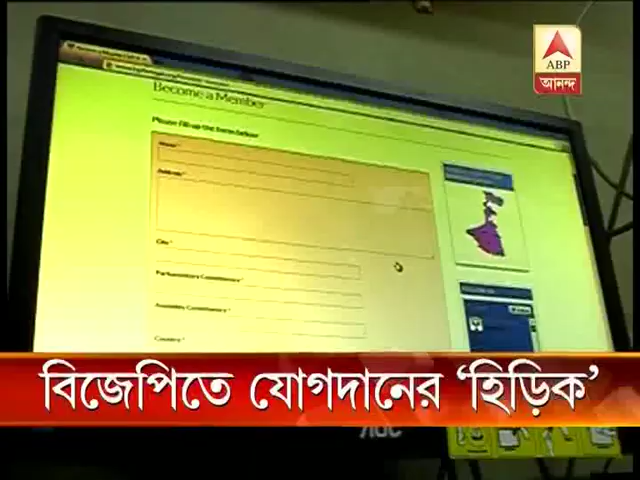 ABP
আনন্দ
Become a Member
Please fill up the form below
Name *
Address *
City *
Parliamentary Constituency *
Assembly Constituency *
Country *
বিজেপিতে যোগদানের ‘হিড়িক’
AOC